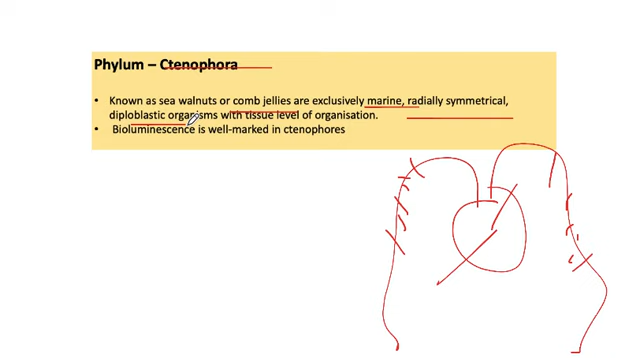 Phylum – Ctenophora
• Known as sea walnuts or comb jellies are exclusively marine, radially symmetrical,
diploblastic organisms with tissue level of organisation.
• Bioluminescence is well-marked in ctenophores